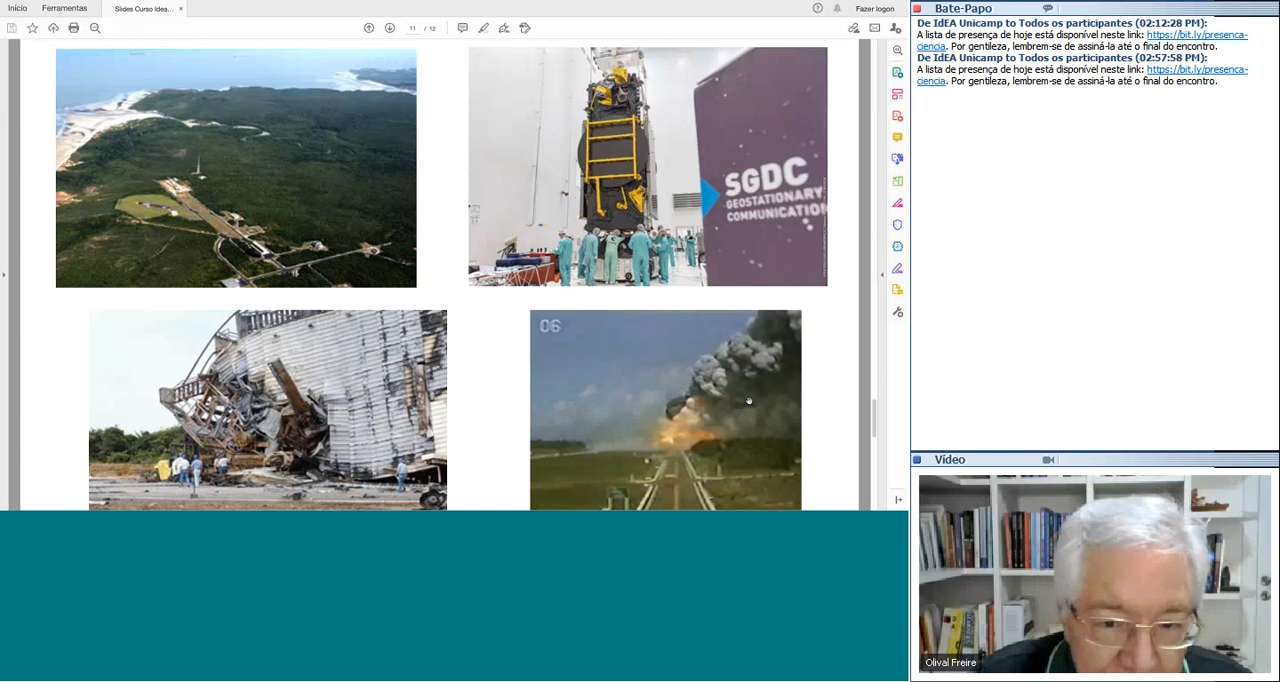 Início
Ferramentas
Slides Curso Idea...
Fazer logon
11 / 12
SGDC
GEOSTATIONARY
COMMUNICATION
06
Bate-Papo
De IdEA Unicamp to Todos os participantes (02:12:28 PM):
A lista de presença de hoje está disponível neste link: https://bit.ly/presenca-
ciencia. Por gentileza, lembrem-se de assiná-la até o final do encontro.
De IdEA Unicamp to Todos os participantes (02:57:58 PM):
A lista de presença de hoje está disponível neste link: https://bit.ly/presenca-
ciencia. Por gentileza, lembrem-se de assiná-la até o final do encontro.
Vídeo
Olival Freire